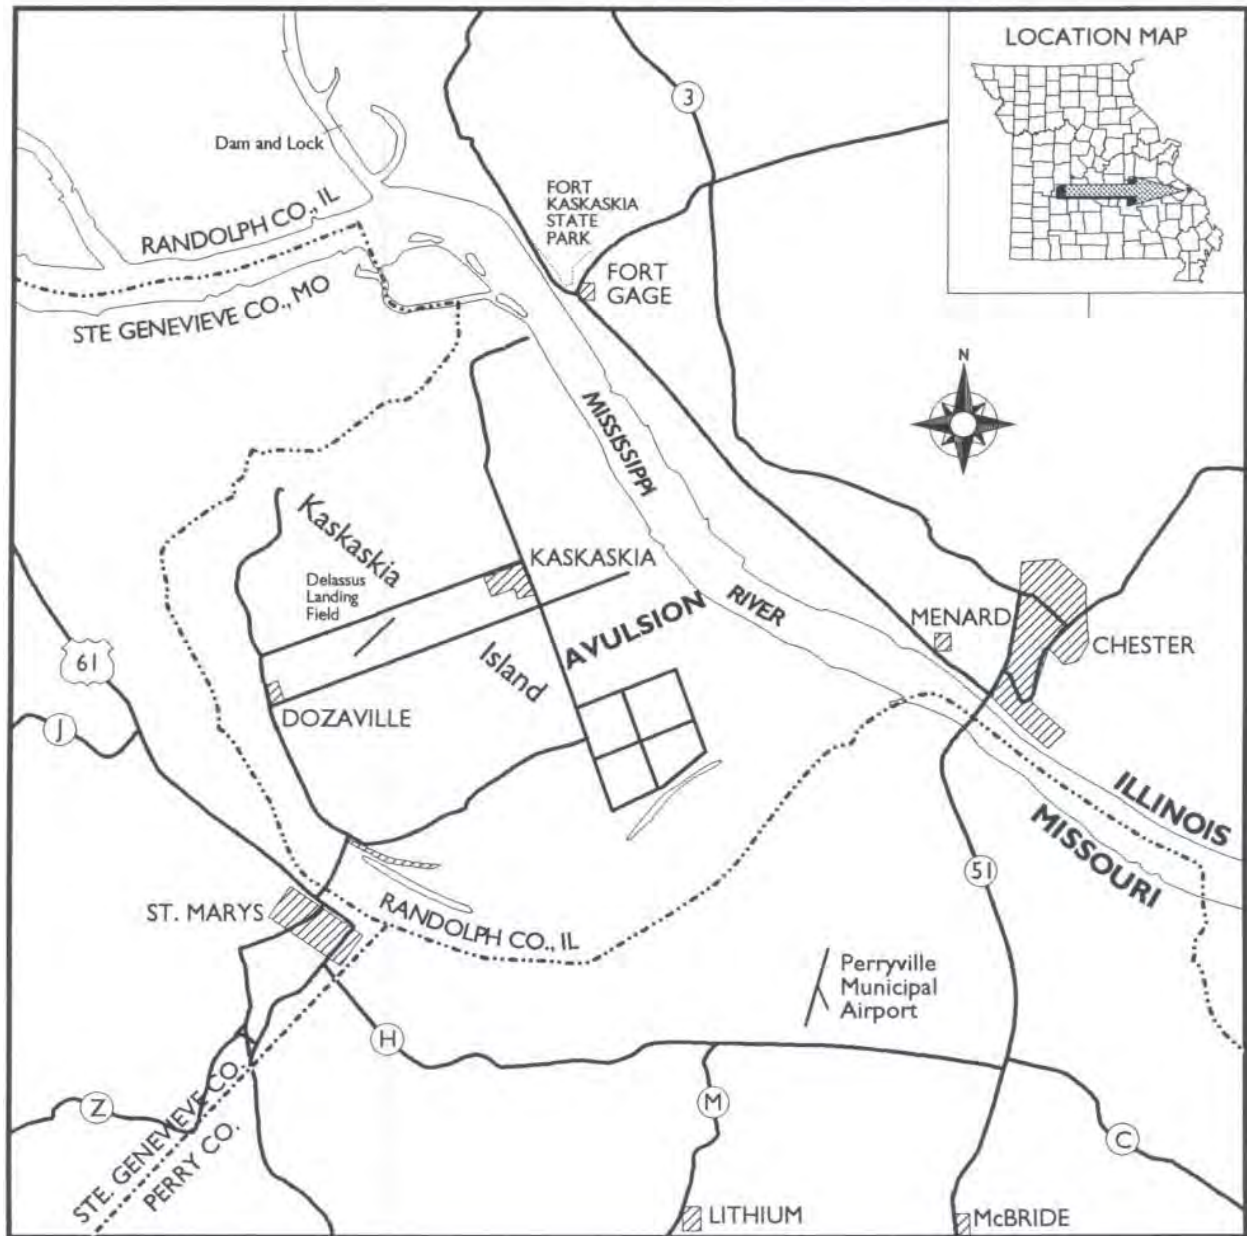 LOCATION MAP
3
Dam and Lock
FORT
KASKASKIA
STATE
PARK
RANDOLPH CO., IL
FORT
GAGE
STE GENEVIEVE CO., MO
N
MISSISSIPPI
RIVER
Kaskaskia
Island
KASKASKIA
Delassus
Landing
Field
AVULSION
MENARD
CHESTER
61
J
DOZAVILLE
ILLINOIS
MISSOURI
51
ST. MARYS
RANDOLPH CO., IL
Perryville
Municipal
Airport
H
M
Z
C
STE. GENEVIEVE CO.
PERRY CO.
LITHIUM
McBRIDE